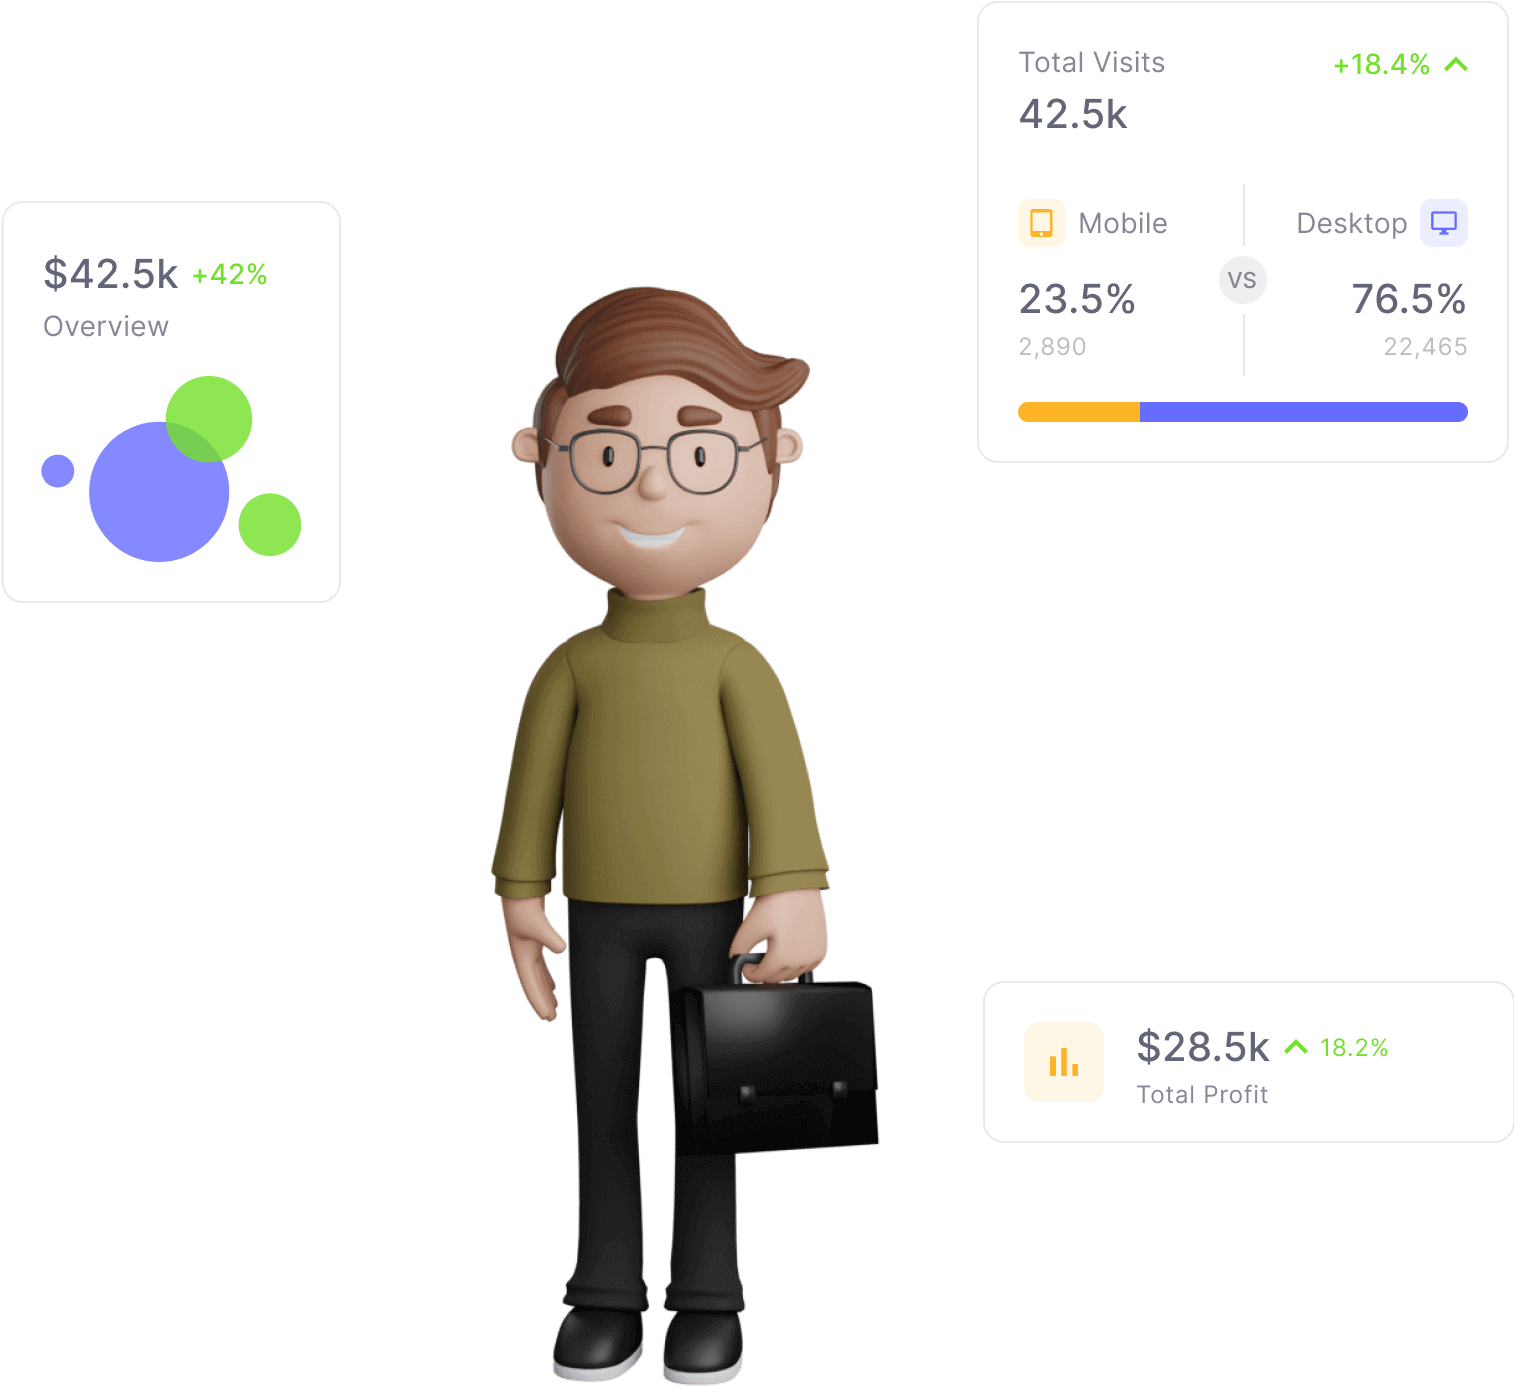 Total Visits
+18.4%
42.5k
Mobile
Desktop
VS
23.5%
76.5%
2,890
22,465
$42.5k +42%
Overview
$28.5k 18.2%
Total Profit